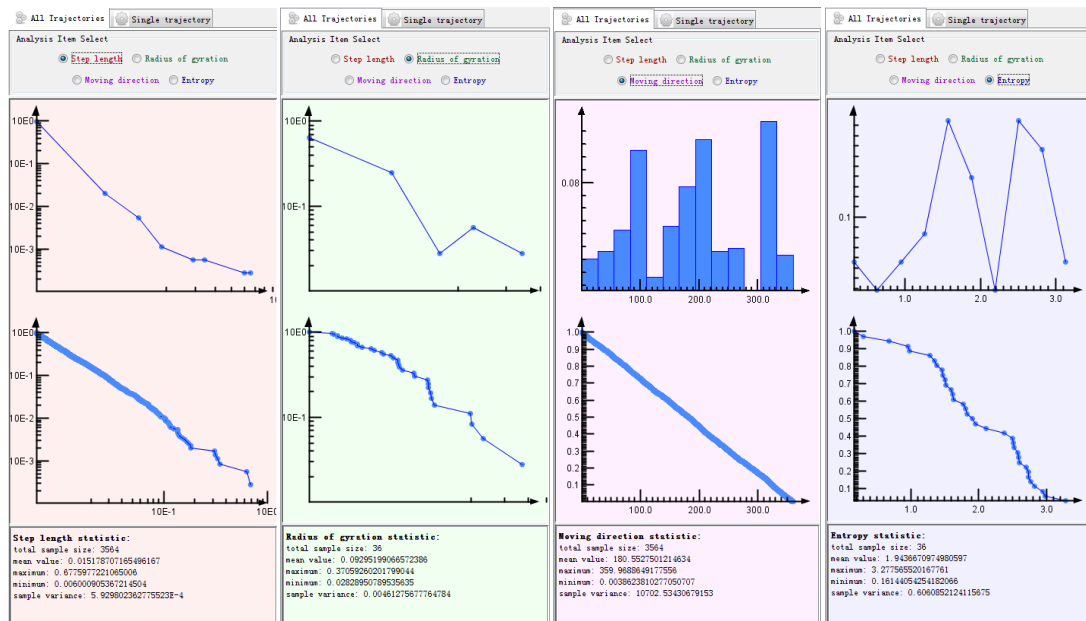 All Trajectories Single trajectory
Analysis Item Select
Step length Radius of gyration
Moving direction Entropy
10E0
10E-1
10E-2
10E-3
10
10E0
10E-1
10E-2
10E-3
10E-1 10E0
Step length statistic:
total sample size: 3564
mean value: 0.015178707165496167
maximum: 0.6775977322065006
minimum: 0.006000905367214504
sample variance: 5.929802362775523E-4
All Trajectories Single trajectory
Analysis Item Select
Step length Radius of gyration
Moving direction Entropy
10E0
10E-1
10E0
10E-1
Radius of gyration statistic:
total sample size: 36
mean value: 0.09295199066572386
maximum: 0.3705926020179904​4
minimum: 0.02828950789535635
sample variance: 0.00461275677764784
All Trajectories Single trajectory
Analysis Item Select
Step length Radius of gyration
Moving direction Entropy
0.08
100.0 200.0 300.0
1.0
0.9
0.8
0.7
0.6
0.5
0.4
0.3
0.2
0.1
100.0 200.0 300.0
Moving direction statistic:
total sample size: 3564
mean value: 180.5527501214634
maximum: 359.9688649177556
minimum: 0.0038623810277050707
sample variance: 10702.53430679153
All Trajectories Single trajectory
Analysis Item Select
Step length Radius of gyration
Moving direction Entropy
0.1
1.0 2.0 3.0
1.0
0.9
0.8
0.7
0.6
0.5
0.4
0.3
0.2
0.1
1.0 2.0 3.0
Entropy statistic:
total sample size: 36
mean value: 1.9436670974980597
maximum: 3.277565520167761
minimum: 0.16144054254182066
sample variance: 0.6060852124115675